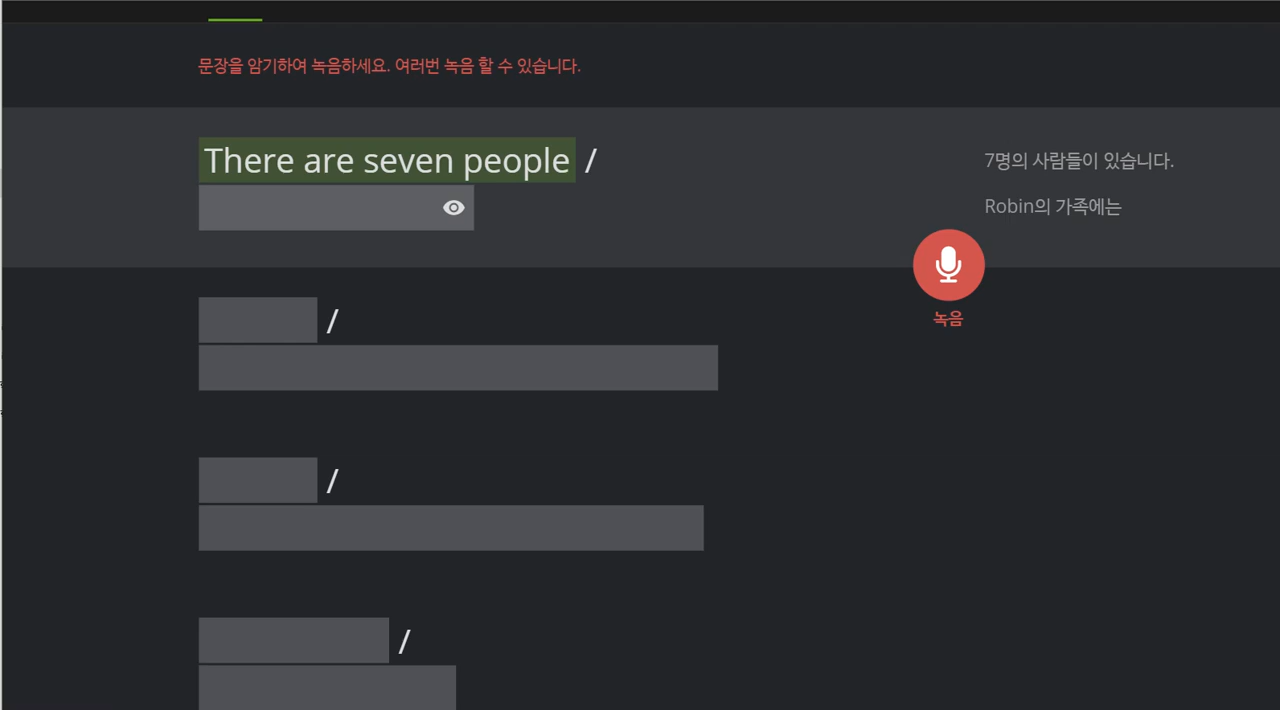 문장을 암기하여 녹음하세요. 여러번 녹음 할 수 있습니다.
There are seven people /
7명의 사람들이 있습니다.
Robin의 가족에는
녹음
/
/
/